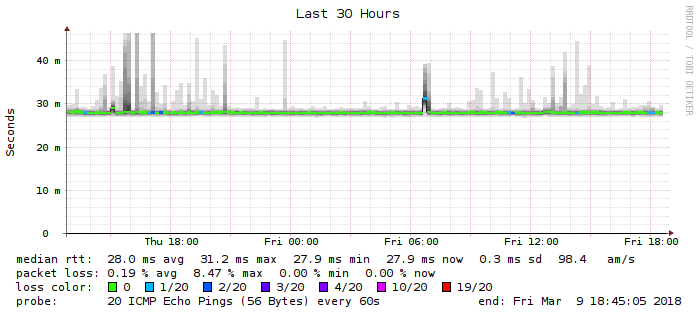 Last 30 Hours
RRDTOOL / TOBI OETIKER
Seconds
40 m
30 m
20 m
10 m
0
Thu 18:00 Fri 00:00 Fri 06:00 Fri 12:00 Fri 18:00
median rtt: 28.0 ms avg 31.2 ms max 27.9 ms min 27.9 ms now 0.3 ms sd 98.4 am/s
packet loss: 0.19 % avg 8.47 % max 0.00 % min 0.00 % now
loss color: 0 1/20 2/20 3/20 4/20 10/20 19/20
probe: 20 ICMP Echo Pings (56 Bytes) every 60s end: Fri Mar 9 18:45:05 2018